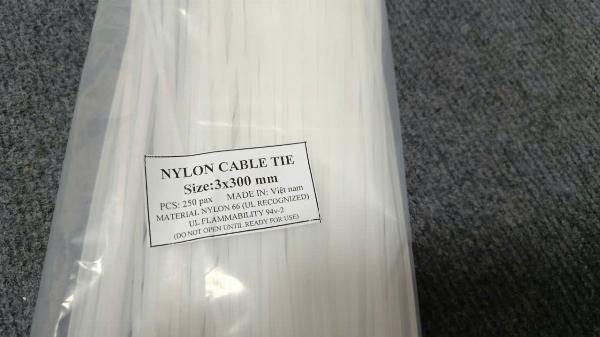 NYLON CABLE TIE
Size:3x300 mm
PCS: 250 pax MADE IN: Việt nam
MATERIAL NYLON 66 (UL RECOGNIZED)
UL FLAMMABILITY 94v-2
(DO NOT OPEN UNTIL READY FOR USE)